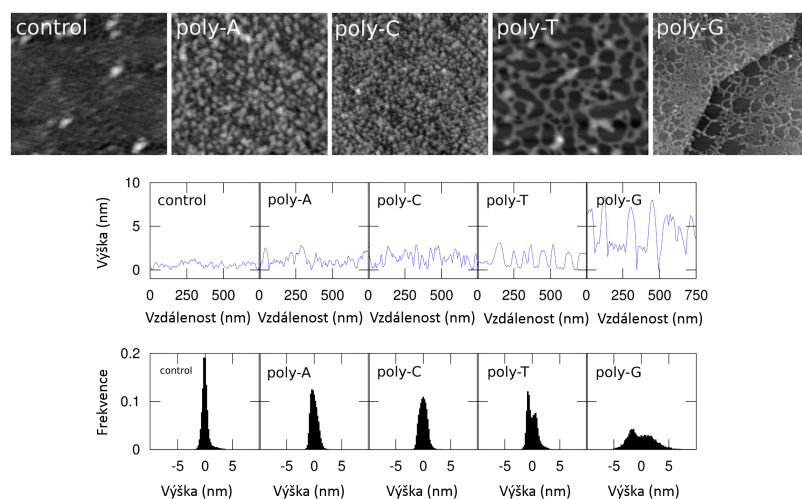 control poly-A poly-C poly-T poly-G
10
5
0
Výška (nm)
control poly-A poly-C poly-T poly-G
0 250 500 0 250 500 0 250 500 0 250 500 0 250 500 750
Vzdálenost (nm) Vzdálenost (nm) Vzdálenost (nm) Vzdálenost (nm) Vzdálenost (nm)
0.2
0.1
0
Frekvence
control poly-A poly-C poly-T poly-G
-5 0 5 -5 0 5 -5 0 5 -5 0 5 -5 0 5
Výška (nm) Výška (nm) Výška (nm) Výška (nm) Výška (nm)